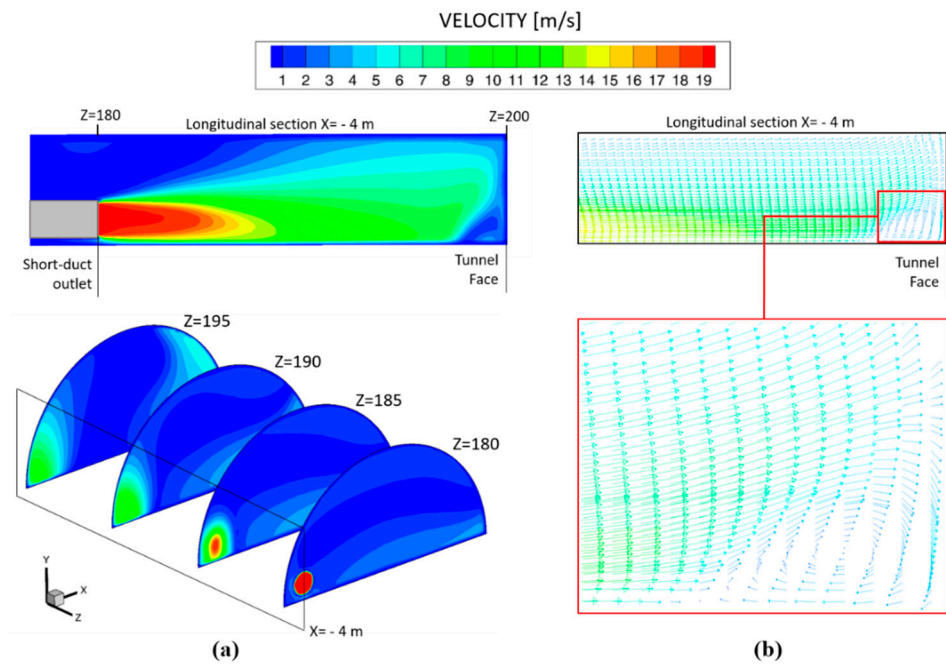 VELOCITY [m/s]
1 2 3 4 5 6 7 8 9 10 11 12 13 14 15 16 17 18 19
Z=180
Longitudinal section X= - 4 m
Z=200
Longitudinal section X= - 4 m
Short-duct
outlet
Tunnel
Face
Tunnel
Face
Z=195
Z=190
Z=185
Z=180
Y
X
Z
X= - 4 m
(a)
(b)